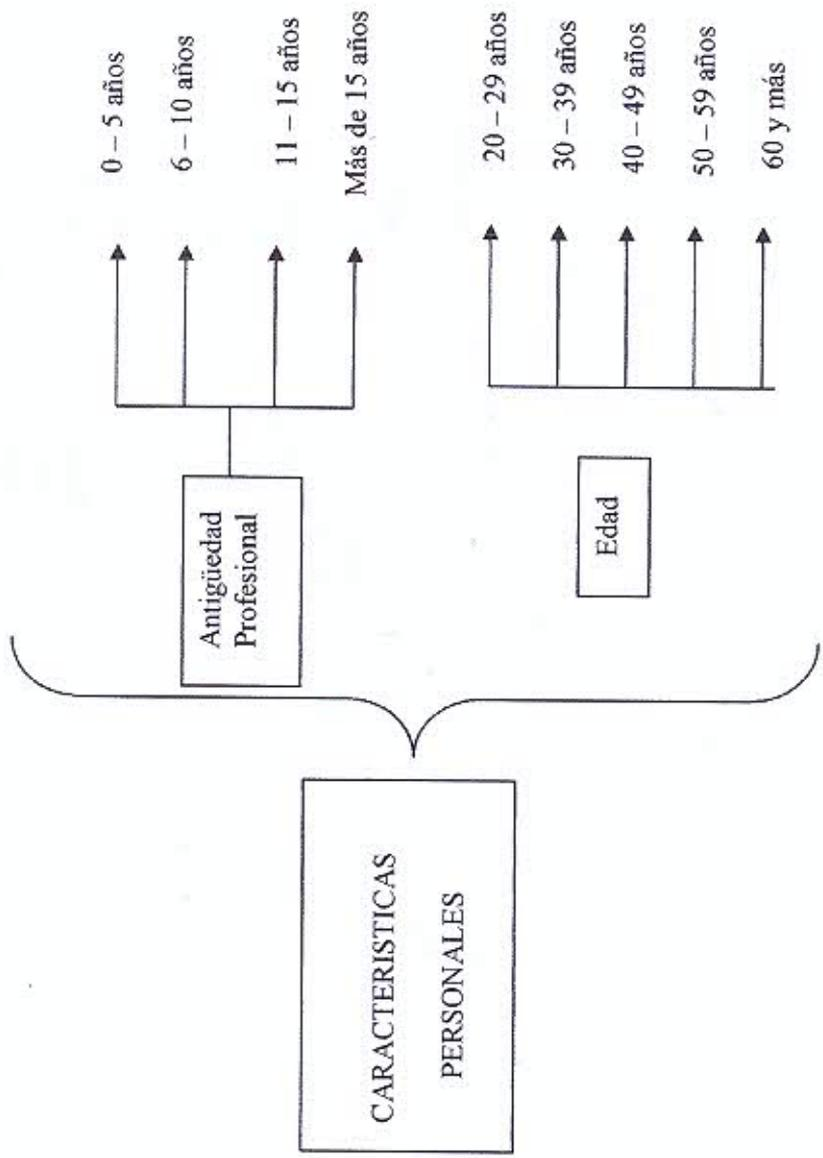 CARACTERISTICAS
PERSONALES
Antigüedad
Profesional
0 – 5 años
6 – 10 años
11 – 15 años
Más de 15 años
Edad
20 – 29 años
30 – 39 años
40 – 49 años
50 – 59 años
60 y más